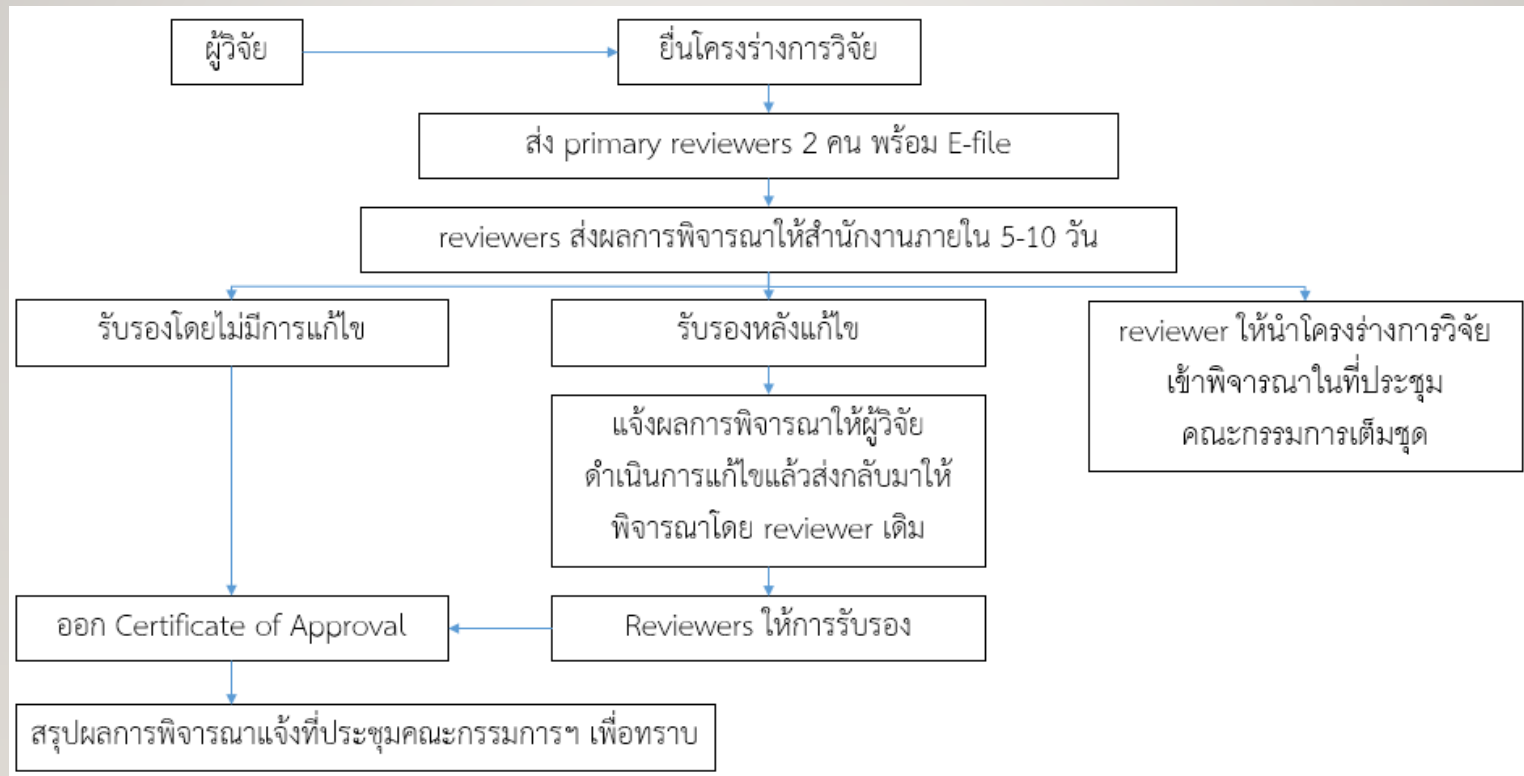 ผู้วิจัย
ยื่นโครงร่างการวิจัย
ส่ง primary reviewers 2 คน พร้อม E-file
reviewers ส่งผลการพิจารณาให้สำนักงานภายใน 5-10 วัน
รับรองโดยไม่มีการแก้ไข
รับรองหลังแก้ไข
reviewer ให้นำโครงร่างการวิจัย
เข้าพิจารณาในที่ประชุม
คณะกรรมการเต็มชุด
แจ้งผลการพิจารณาให้ผู้วิจัย
ดำเนินการแก้ไขแล้วส่งกลับมาให้
พิจารณาโดย reviewer เดิม
ออก Certificate of Approval
Reviewers ให้การรับรอง
สรุปผลการพิจารณาแจ้งที่ประชุมคณะกรรมการฯ เพื่อทราบ